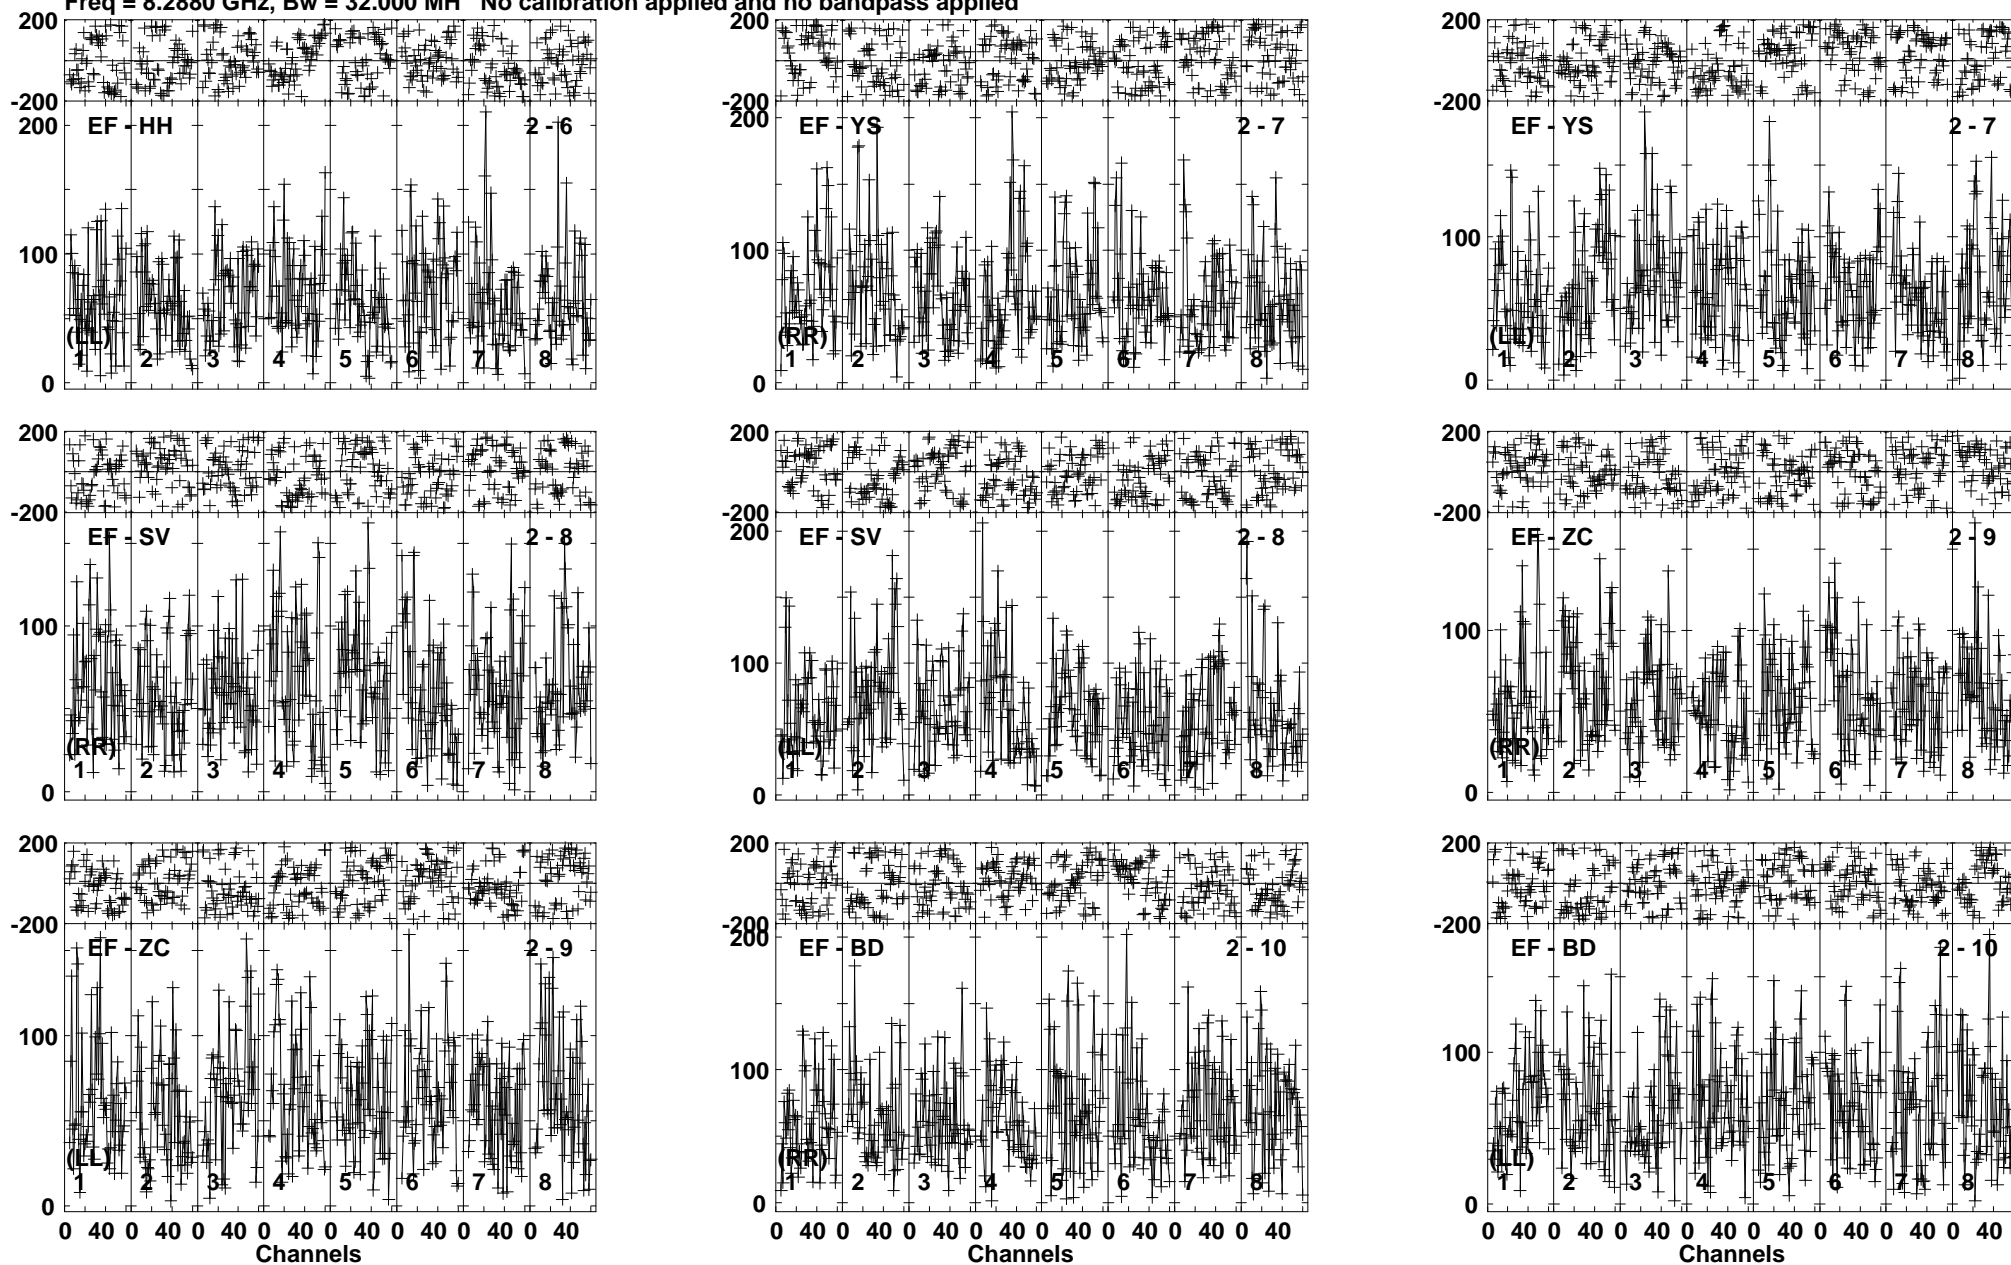 Freq = 8.2880 GHz, Bw = 32.000 MH No calibration applied and no bandpass applied
200 200 200
-200 -200 -200
200 EF - HH 2 - 6 200 EF - YS 2 - 7 EF - YS 2 - 7
100 100 100
(LL) (RR) (LL)
1 2 3 4 5 6 7 8 1 2 3 4 5 6 7 8 1 2 3 4 5 6 7 8
0 0 0
200 200 200
-200 -200 -200
EF - SV 2 - 8 200 EF - SV 2 - 8 EF - ZC 2 - 9
100 100 100
(RR) (LL) (RR)
1 2 3 4 5 6 7 8 1 2 3 4 5 6 7 8 1 2 3 4 5 6 7 8
0 0 0
200 200 200
-200 -200 -200
EF - ZC 2 - 9 200 EF - BD 2 - 10 EF - BD 2 - 10
100 100 100
(LL) (RR) (LL)
1 2 3 4 5 6 7 8 1 2 3 4 5 6 7 8 1 2 3 4 5 6 7 8
0 0 0
0 40 0 40 0 40 0 40 0 40 0 40 0 40 0 40 0 40 0 40 0 40 0 40 0 40 0 40 0 40 0 40 0 40 0 40 0 40 0 40 0 40 0 40 0 40 0 40
Channels Channels Channels